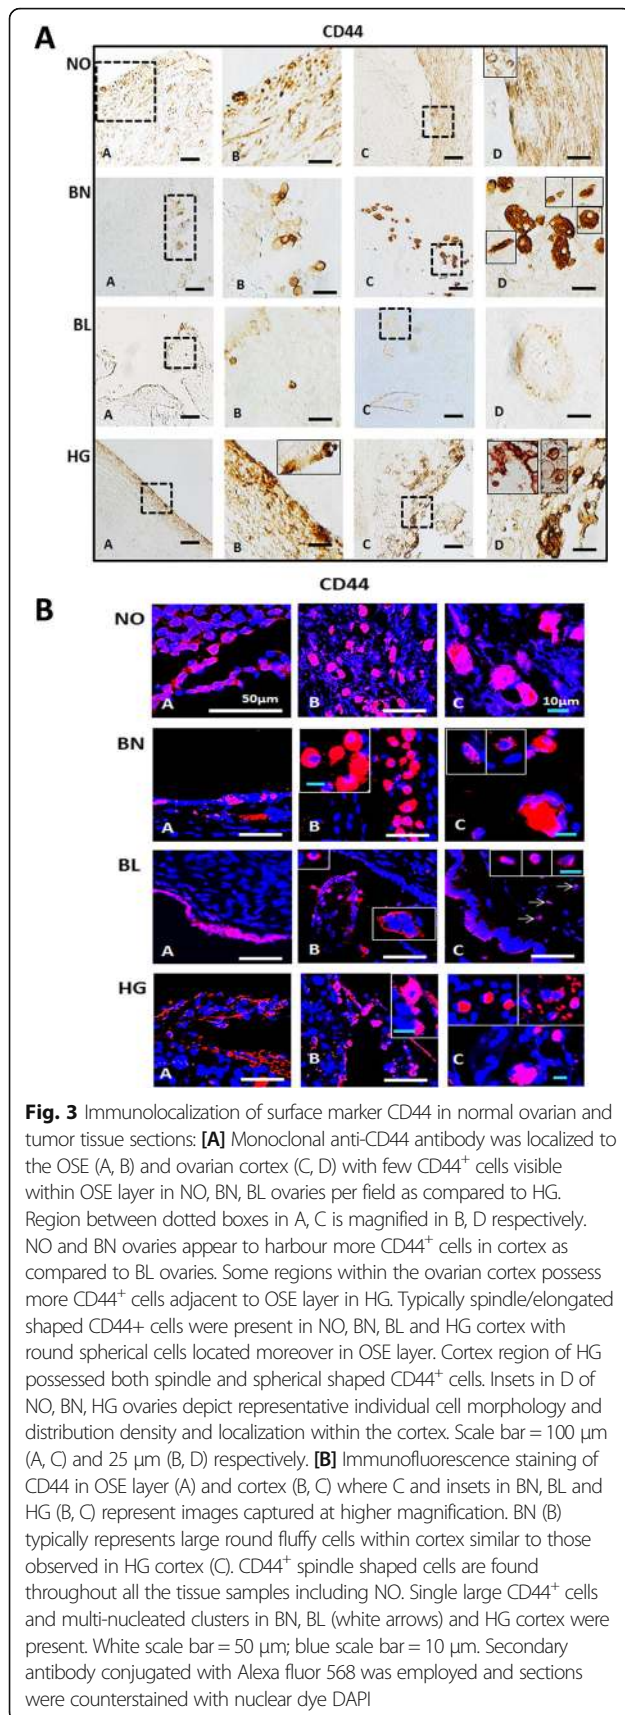 A
CD44
NO
A
B
C
D
BN
A
B
C
D
BL
A
B
C
D
HG
A
B
C
D
CD44
B
NO
A
50μm
B
C
10μm
BN
A
B
C
BL
A
B
C
HG
A
B
C
Fig. 3 Immunolocalization of surface marker CD44 in normal ovarian and
tumor tissue sections: [A] Monoclonal anti-CD44 antibody was localized to
the OSE (A, B) and ovarian cortex (C, D) with few CD44⁺ cells visible
within OSE layer in NO, BN, BL ovaries per field as compared to HG.
Region between dotted boxes in A, C is magnified in B, D respectively.
NO and BN ovaries appear to harbour more CD44⁺ cells in cortex as
compared to BL ovaries. Some regions within the ovarian cortex possess
more CD44⁺ cells adjacent to OSE layer in HG. Typically spindle/elongated
shaped CD44+ cells were present in NO, BN, BL and HG cortex with
round spherical cells located moreover in OSE layer. Cortex region of HG
possessed both spindle and spherical shaped CD44⁺ cells. Insets in D of
NO, BN, HG ovaries depict representative individual cell morphology and
distribution density and localization within the cortex. Scale bar = 100 μm
(A, C) and 25 μm (B, D) respectively. [B] Immunofluorescence staining of
CD44 in OSE layer (A) and cortex (B, C) where C and insets in BN, BL and
HG (B, C) represent images captured at higher magnification. BN (B)
typically represents large round fluffy cells within cortex similar to those
observed in HG cortex (C). CD44⁺ spindle shaped cells are found
throughout all the tissue samples including NO. Single large CD44⁺ cells
and multi-nucleated clusters in BN, BL (white arrows) and HG cortex were
present. White scale bar = 50 μm; blue scale bar = 10 μm. Secondary
antibody conjugated with Alexa fluor 568 was employed and sections
were counterstained with nuclear dye DAPI